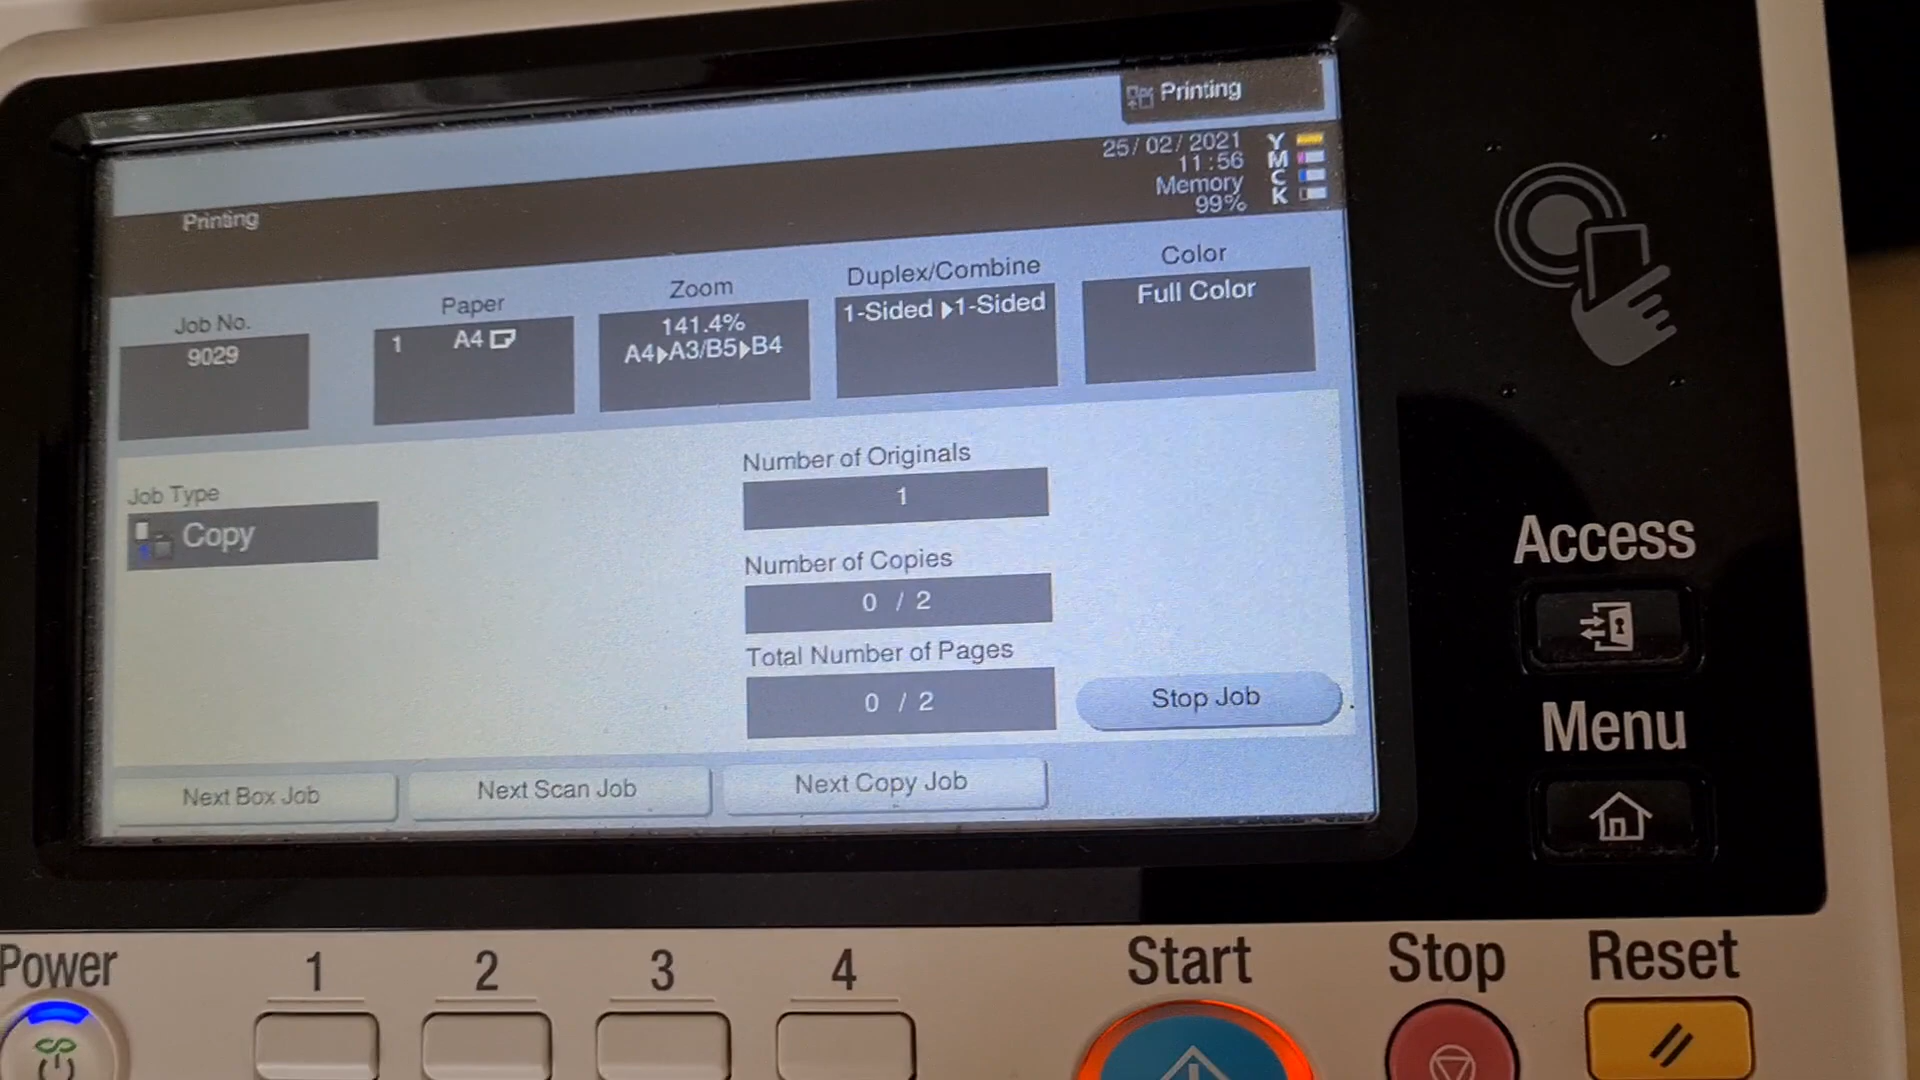 Printing
25/02/2021
11:56
Memory
99%
Y
M
C
K
Printing
Job No.
9029
Paper
1 A4
Zoom
141.4%
A4▶A3/B5▶B4
Duplex/Combine
1-Sided ▶1-Sided
Color
Full Color
Job Type
Copy
Number of Originals
1
Number of Copies
0 / 2
Total Number of Pages
0 / 2
Stop Job
Next Box Job
Next Scan Job
Next Copy Job
Access
Menu
Power
1
2
3
4
Start
Stop
Reset